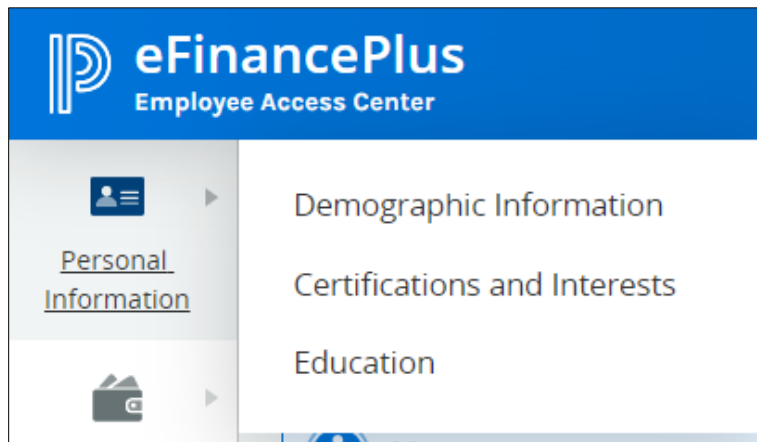 eFinancePlus
Employee Access Center
Personal
Information
Demographic Information
Certifications and Interests
Education